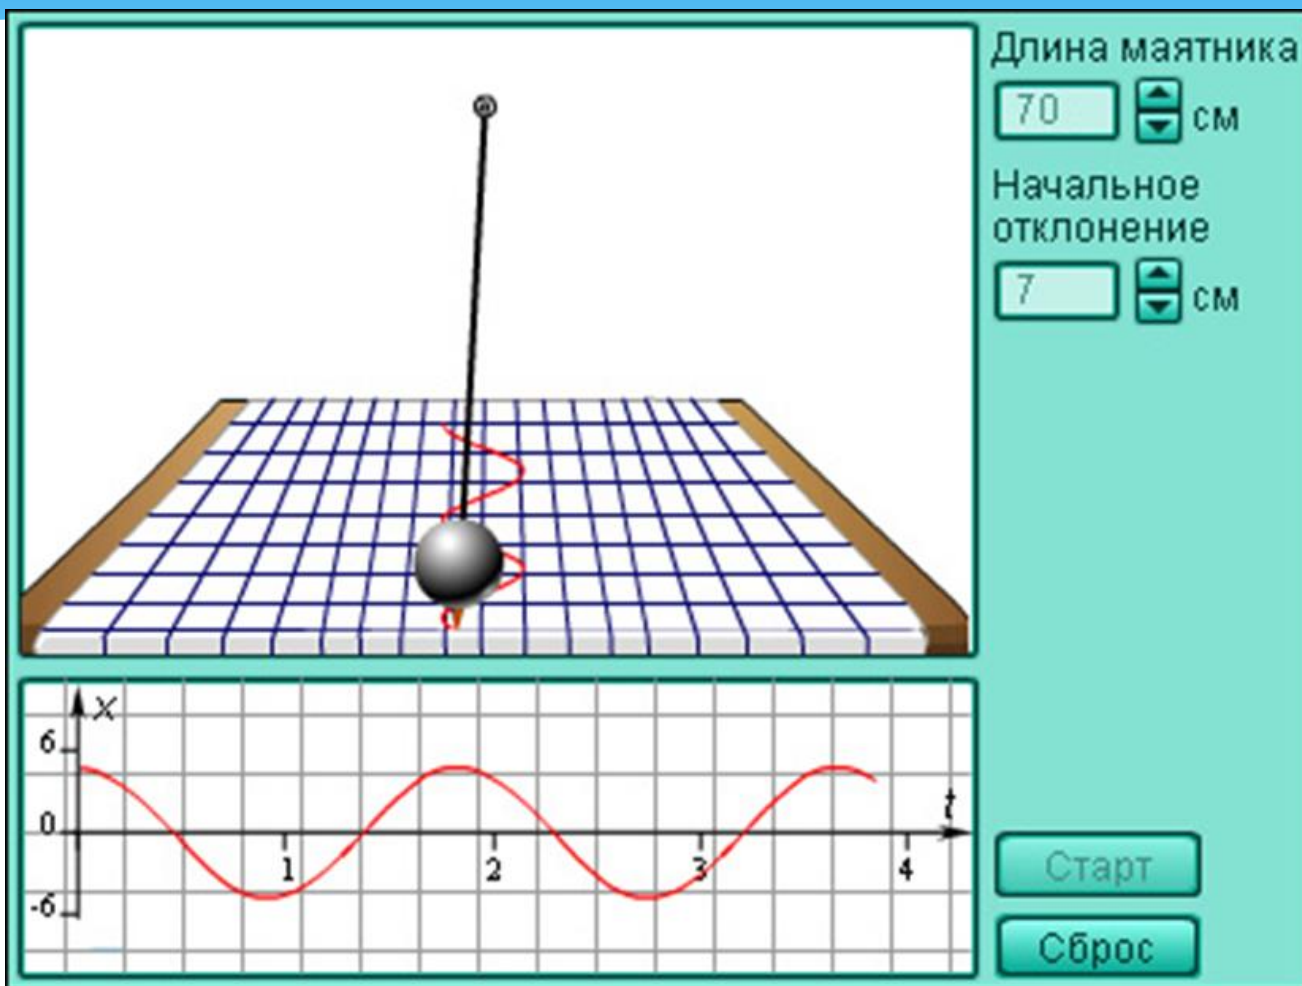 Длина маятника
70 см
Начальное
отклонение
7 см
x
6
0
-6
1 2 3 4
t
Старт
Сброс